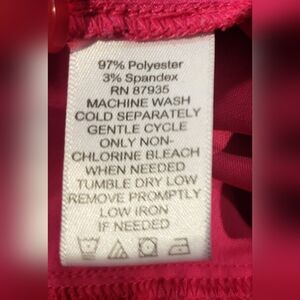 97% Polyester
3% Spandex
RN 87935
MACHINE WASH
COLD SEPARATELY
GENTLE CYCLE
ONLY NON-
CHLORINE BLEACH
WHEN NEEDED
TUMBLE DRY LOW
REMOVE PROMPTLY
LOW IRON
IF NEEDED